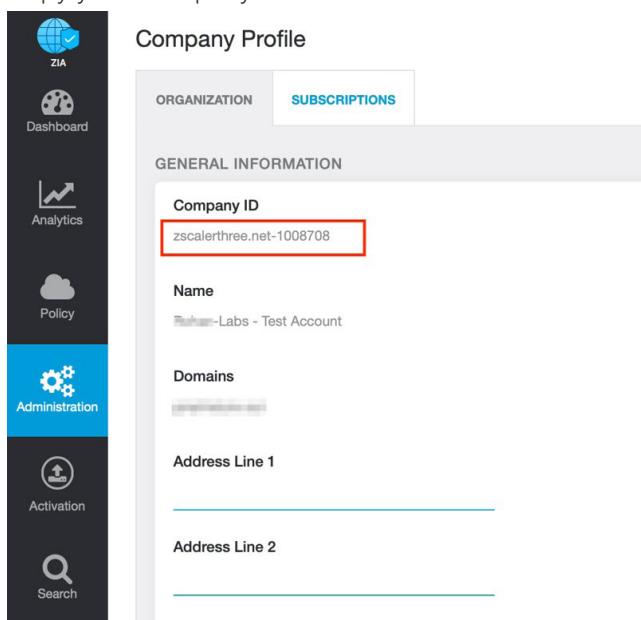 ZIA
Dashboard
Analytics
Policy
Administration
Activation
Search
Company Profile
ORGANIZATION
SUBSCRIPTIONS
GENERAL INFORMATION
Company ID
zscalerthree.net-1008708
Name
-Labs - Test Account
Domains
Address Line 1
Address Line 2